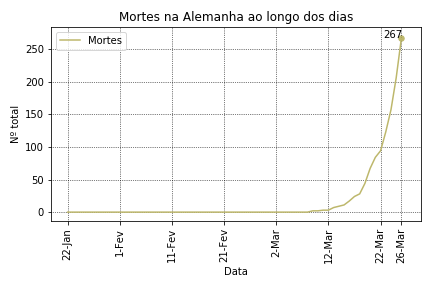 Mortes na Alemanha ao longo dos dias
267
Mortes
250
200
150
100
50
0
Nº total
22-Jan
1-Fev
11-Fev
21-Fev
2-Mar
12-Mar
22-Mar
26-Mar
Data